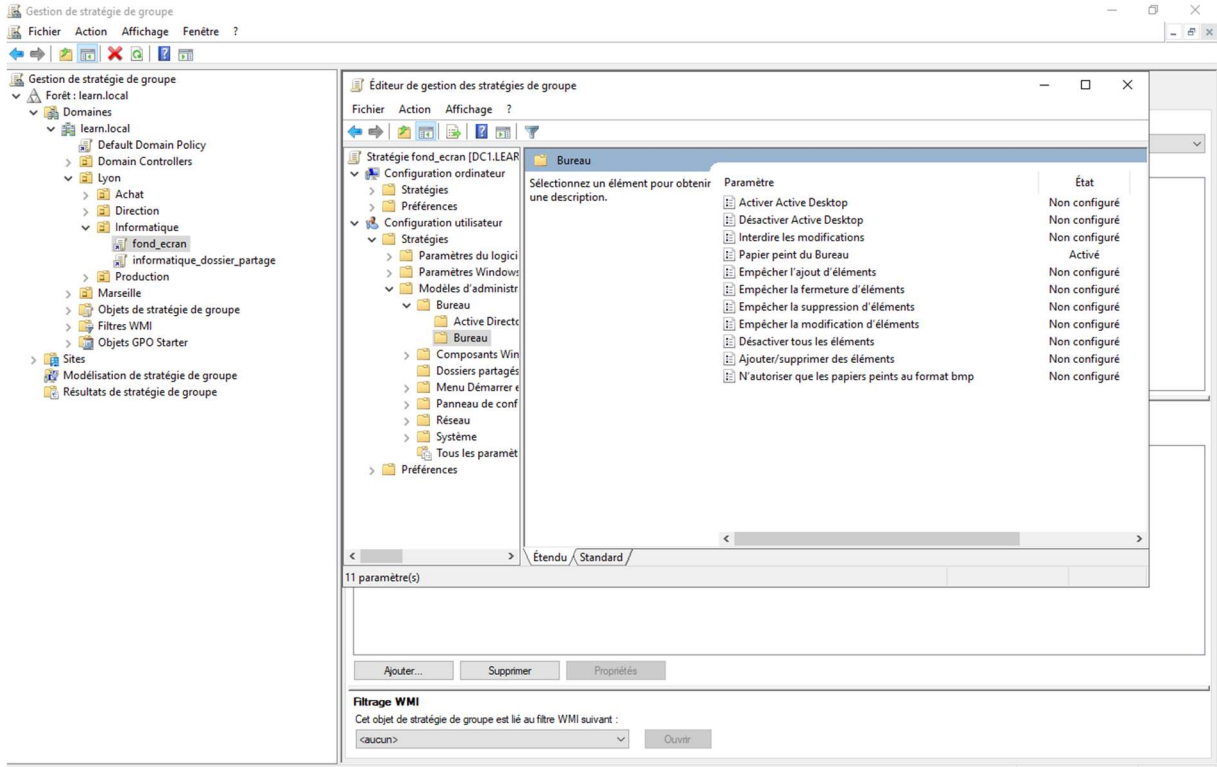 Gestion de stratégie de groupe
Fichier Action Affichage Fenêtre ?
Gestion de stratégie de groupe
Forêt : learn.local
Domaines
learn.local
Default Domain Policy
Domain Controllers
Lyon
Achat
Direction
Informatique
fond_ecran
informatique_dossier_partage
Production
Marseille
Objets de stratégie de groupe
Filtres WMI
Objets GPO Starter
Sites
Modélisation de stratégie de groupe
Résultats de stratégie de groupe
Éditeur de gestion des stratégies de groupe
Fichier Action Affichage ?
Stratégie fond_ecran [DC1.LEAR
Configuration ordinateur
Stratégies
Préférences
Configuration utilisateur
Stratégies
Paramètres du logici
Paramètres Windows
Modèles d'administr
Bureau
Active Directo
Bureau
Composants Win
Dossiers partagés
Menu Démarrer e
Panneau de conf
Réseau
Système
Tous les paramèt
Préférences
Bureau
Sélectionnez un élément pour obtenir
une description.
Paramètre État
Activer Active Desktop Non configuré
Désactiver Active Desktop Non configuré
Interdire les modifications Non configuré
Papier peint du Bureau Activé
Empêcher l'ajout d'éléments Non configuré
Empêcher la fermeture d'éléments Non configuré
Empêcher la suppression d'éléments Non configuré
Empêcher la modification d'éléments Non configuré
Désactiver tous les éléments Non configuré
Ajouter/supprimer des éléments Non configuré
N'autoriser que les papiers peints au format bmp Non configuré
Étendu Standard
11 paramètre(s)
Ajouter... Supprimer Propriétés
Filtrage WMI
Cet objet de stratégie de groupe est lié au filtre WMI suivant :
<aucun> Ouvrir